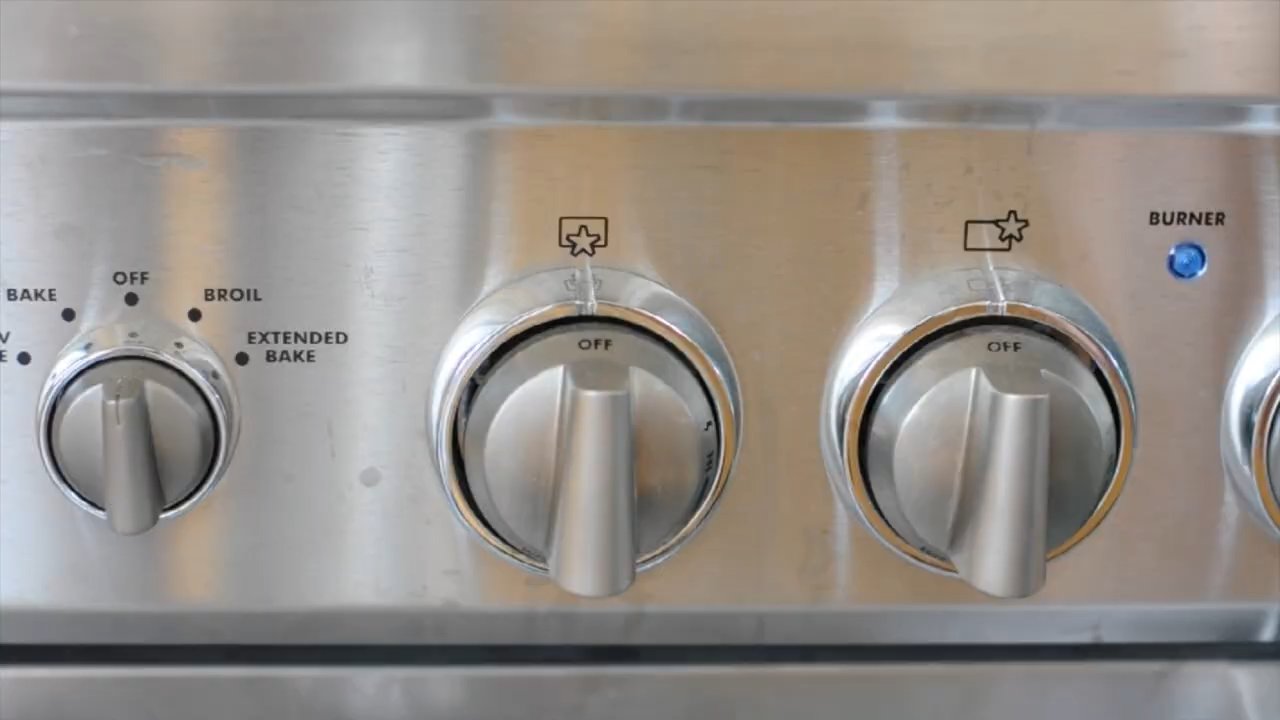 BURNER
OFF
BAKE
BROIL
V
E
EXTENDED
BAKE
OFF
OFF